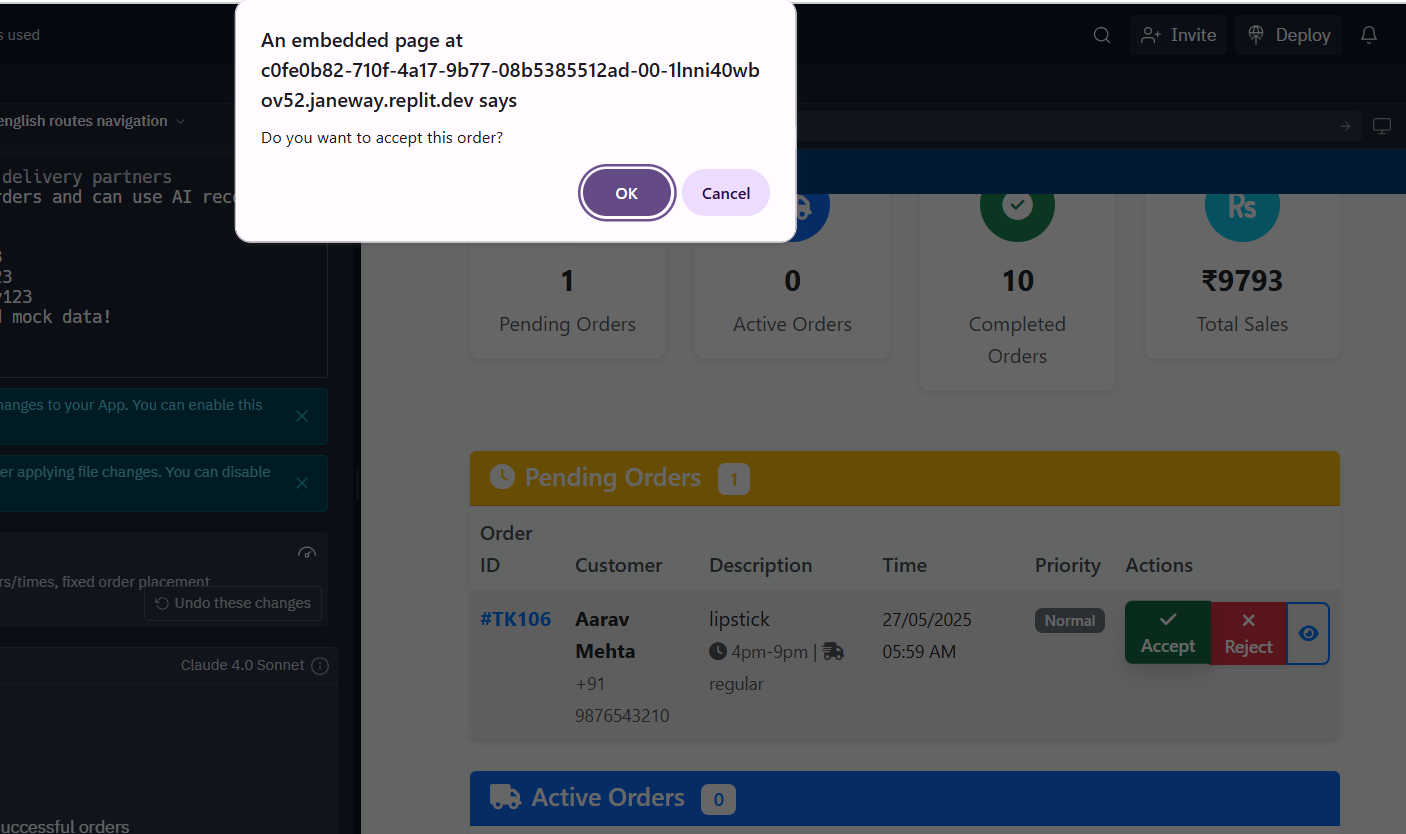 s used
Invite
Deploy
An embedded page at
c0fe0b82-710f-4a17-9b77-08b5385512ad-00-1lnni40wb
ov52.janeway.replit.dev says
Do you want to accept this order?
OK
Cancel
english routes navigation
delivery partners
ders and can use AI rec
3
23
y123
mock data!
hanges to your App. You can enable this
er applying file changes. You can disable
rs/times, fixed order placement
Undo these changes
Claude 4.0 Sonnet
uccessful orders
Rs
1
Pending Orders
0
Active Orders
10
Completed
Orders
₹9793
Total Sales
Pending Orders 1
Order
ID Customer Description Time Priority Actions
#TK106 Aarav lipstick 27/05/2025 Normal Accept Reject
Mehta 4pm-9pm | 05:59 AM
+91 regular
9876543210
Active Orders 0